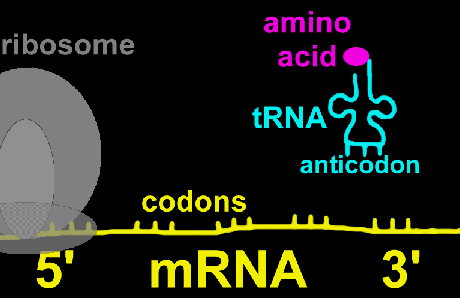 ribosome
amino
acid
tRNA
anticodon
codons
5' mRNA 3'